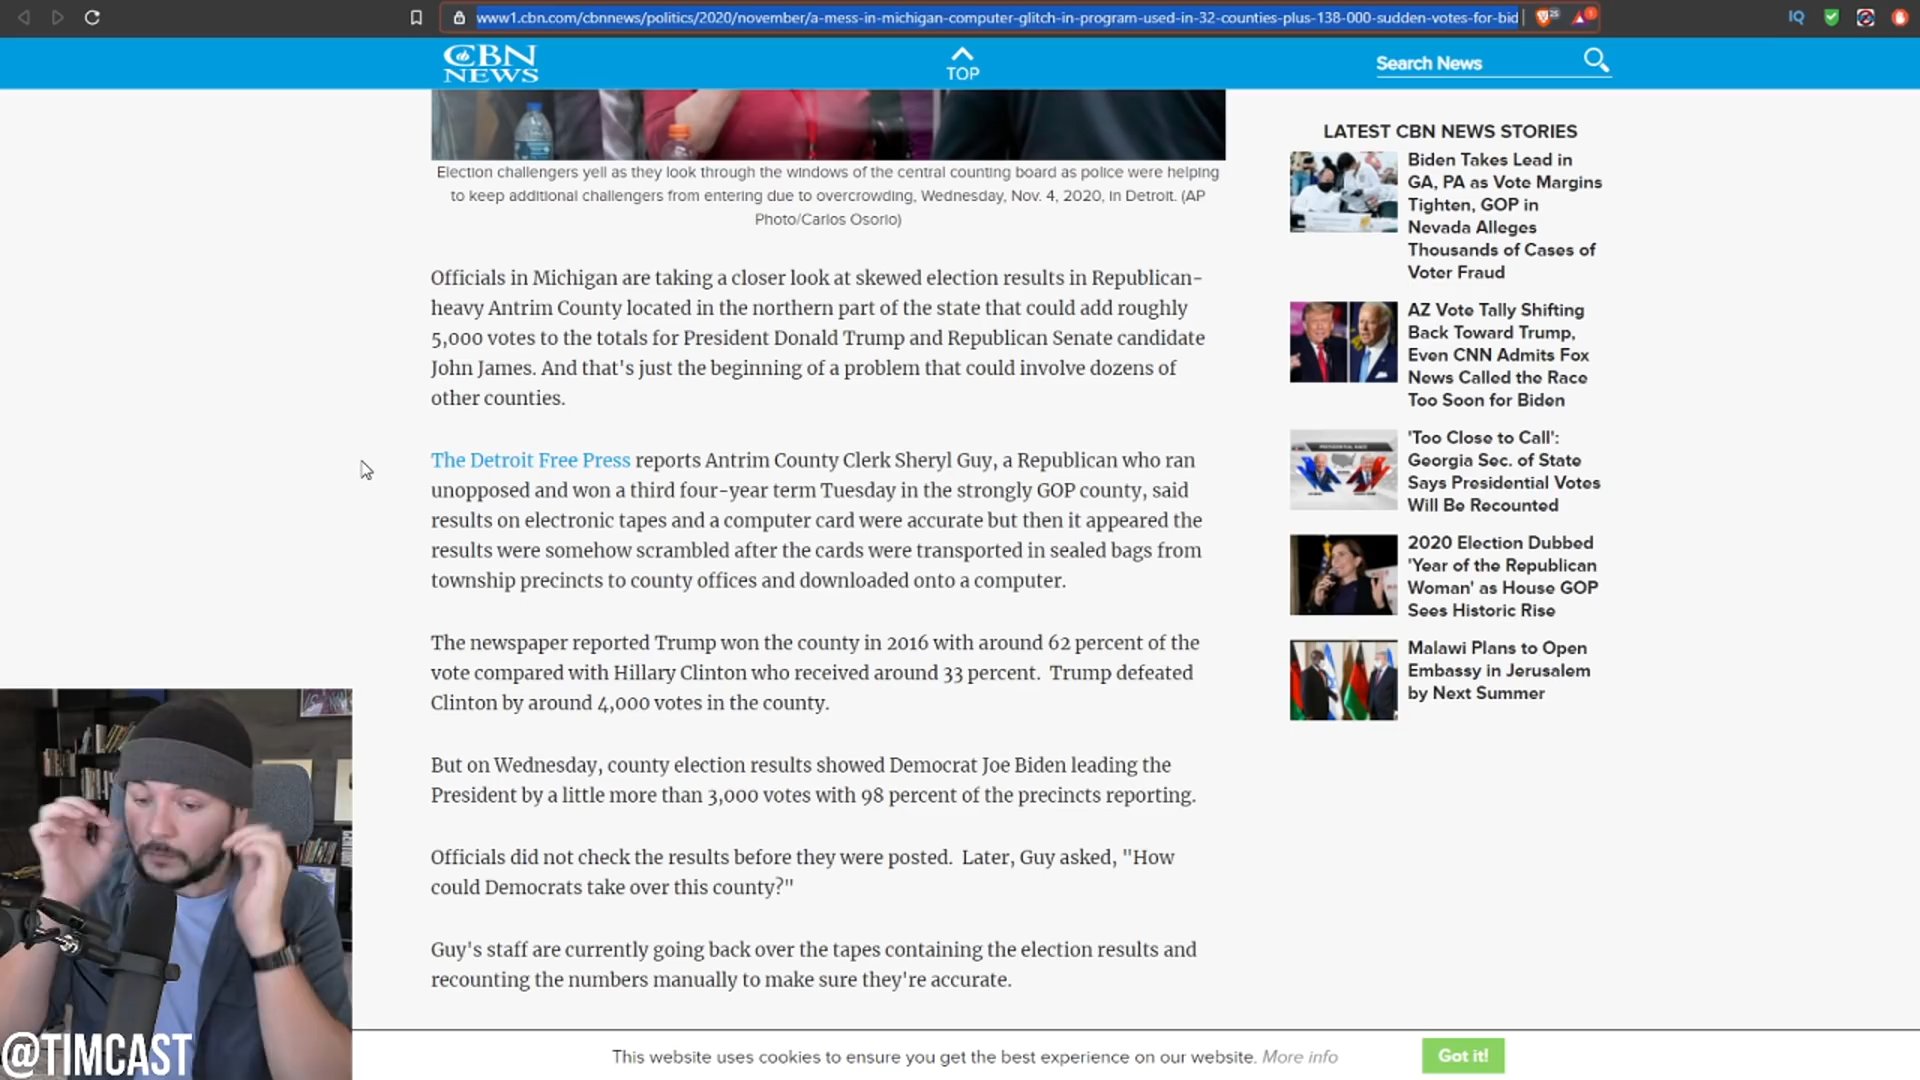 www1.cbn.com/cbnnews/politics/2020/november/a-mess-in-michigan-computer-glitch-in-program-used-in-32-counties-plus-138-000-sudden-votes-for-bid
25
1
IQ
CBN
NEWS
TOP
Search News
Election challengers yell as they look through the windows of the central counting board as police were helping
to keep additional challengers from entering due to overcrowding, Wednesday, Nov. 4, 2020, in Detroit. (AP
Photo/Carlos Osorio)
Officials in Michigan are taking a closer look at skewed election results in Republican-
heavy Antrim County located in the northern part of the state that could add roughly
5,000 votes to the totals for President Donald Trump and Republican Senate candidate
John James. And that's just the beginning of a problem that could involve dozens of
other counties.
The Detroit Free Press reports Antrim County Clerk Sheryl Guy, a Republican who ran
unopposed and won a third four-year term Tuesday in the strongly GOP county, said
results on electronic tapes and a computer card were accurate but then it appeared the
results were somehow scrambled after the cards were transported in sealed bags from
township precincts to county offices and downloaded onto a computer.
The newspaper reported Trump won the county in 2016 with around 62 percent of the
vote compared with Hillary Clinton who received around 33 percent. Trump defeated
Clinton by around 4,000 votes in the county.
But on Wednesday, county election results showed Democrat Joe Biden leading the
President by a little more than 3,000 votes with 98 percent of the precincts reporting.
Officials did not check the results before they were posted. Later, Guy asked, "How
could Democrats take over this county?"
Guy's staff are currently going back over the tapes containing the election results and
recounting the numbers manually to make sure they're accurate.
LATEST CBN NEWS STORIES
Biden Takes Lead in
GA, PA as Vote Margins
Tighten, GOP in
Nevada Alleges
Thousands of Cases of
Voter Fraud
AZ Vote Tally Shifting
Back Toward Trump,
Even CNN Admits Fox
News Called the Race
Too Soon for Biden
'Too Close to Call':
Georgia Sec. of State
Says Presidential Votes
Will Be Recounted
2020 Election Dubbed
'Year of the Republican
Woman' as House GOP
Sees Historic Rise
Malawi Plans to Open
Embassy in Jerusalem
by Next Summer
@TIMCAST
This website uses cookies to ensure you get the best experience on our website. More info
Got it!